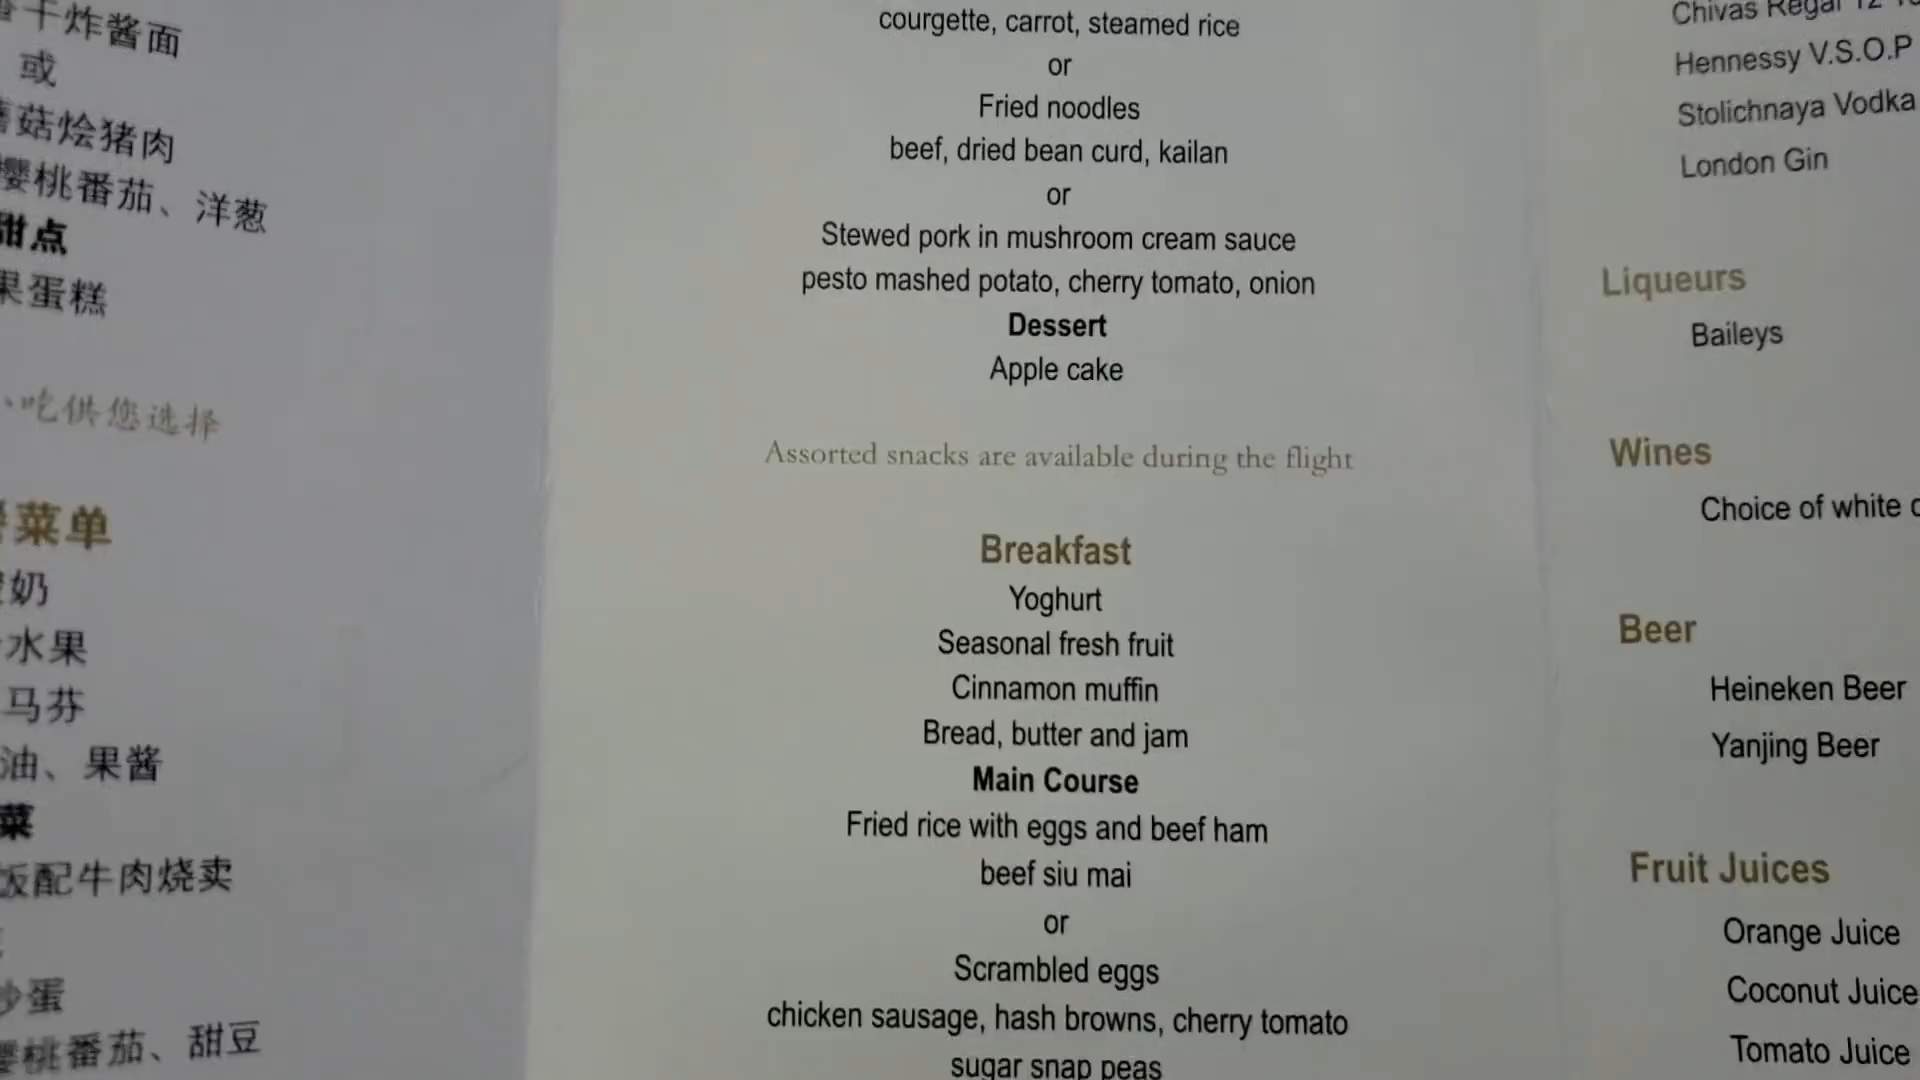 干炸酱面
或
菇烩猪肉
樱桃番茄、洋葱
甜点
果蛋糕
小吃供您选择
菜单
奶
水果
马芬
油、果酱
菜
饭配牛肉烧卖
炒蛋
樱桃番茄、甜豆
courgette, carrot, steamed rice
or
Fried noodles
beef, dried bean curd, kailan
or
Stewed pork in mushroom cream sauce
pesto mashed potato, cherry tomato, onion
Dessert
Apple cake
Assorted snacks are available during the flight
Breakfast
Yoghurt
Seasonal fresh fruit
Cinnamon muffin
Bread, butter and jam
Main Course
Fried rice with eggs and beef ham
beef siu mai
or
Scrambled eggs
chicken sausage, hash browns, cherry tomato
sugar snap peas
Chivas Regal 12
Hennessy V.S.O.P
Stolichnaya Vodka
London Gin
Liqueurs
Baileys
Wines
Choice of white
Beer
Heineken Beer
Yanjing Beer
Fruit Juices
Orange Juice
Coconut Juice
Tomato Juice